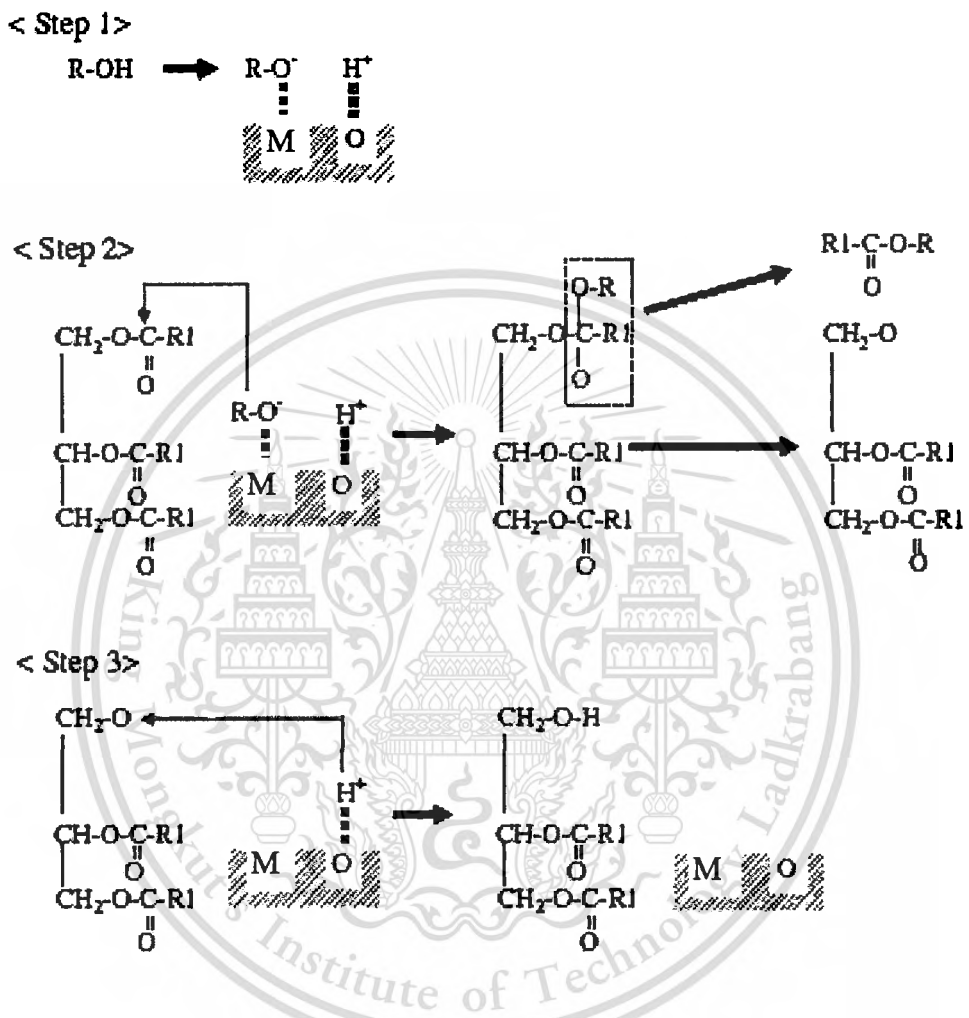 < Step 1>
R-OH R-O⁻ H⁺
M O
< Step 2>
R1-C-O-R
O
O-R
CH₂-O-C-R1 CH₂-O-C-R1 CH₂-O
O O
R-O⁻ H⁺
CH-O-C-R1 M O CH-O-C-R1 CH-O-C-R1
O O O
CH₂-O-C-R1 CH₂-O-C-R1 CH₂-O-C-R1
O O O
< Step 3>
CH₂-O CH₂-O-H
H⁺
CH-O-C-R1 M O CH-O-C-R1 M O
O O
CH₂-O-C-R1 CH₂-O-C-R1
O O
King Mongkut's Institute of Technology Ladkrabang